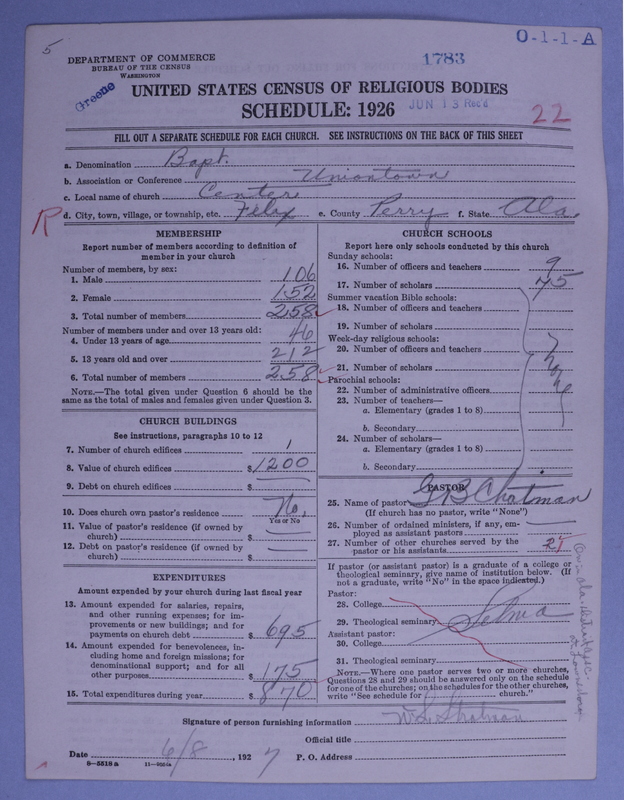 5
O-1-1-A
DEPARTMENT OF COMMERCE
BUREAU OF THE CENSUS
WASHINGTON
1783
Greene
UNITED STATES CENSUS OF RELIGIOUS BODIES
SCHEDULE: 1926
JUN 13 Rec'd
22
FILL OUT A SEPARATE SCHEDULE FOR EACH CHURCH. SEE INSTRUCTIONS ON THE BACK OF THIS SHEET
a. Denomination Bapt.
b. Association or Conference Uniontown
c. Local name of church Center
R
d. City, town, village, or township, etc. Felix e. County Perry f. State Ala.
MEMBERSHIP
Report number of members according to definition of
member in your church
Number of members, by sex:
1. Male 106
2. Female 152
3. Total number of members 258
Number of members under and over 13 years old:
4. Under 13 years of age 46
5. 13 years old and over 212
6. Total number of members 258
NOTE.—The total given under Question 6 should be the
same as the total of males and females given under Question 3.
CHURCH BUILDINGS
See instructions, paragraphs 10 to 12
7. Number of church edifices 1
8. Value of church edifices $1200
9. Debt on church edifices $
10. Does church own pastor's residence No.
Yes or No
11. Value of pastor's residence (if owned by
church) $
12. Debt on pastor's residence (if owned by
church) $
EXPENDITURES
Amount expended by your church during last fiscal year
13. Amount expended for salaries, repairs,
and other running expenses; for im-
provements or new buildings; and for
payments on church debt $695
14. Amount expended for benevolences, in-
cluding home and foreign missions; for
denominational support; and for all
other purposes $175
15. Total expenditures during year $870
CHURCH SCHOOLS
Report here only schools conducted by this church
Sunday schools:
16. Number of officers and teachers 9
17. Number of scholars 75
Summer vacation Bible schools:
18. Number of officers and teachers
19. Number of scholars
Week-day religious schools:
20. Number of officers and teachers
21. Number of scholars
Parochial schools:
22. Number of administrative officers
23. Number of teachers—
a. Elementary (grades 1 to 8)
b. Secondary
24. Number of scholars—
a. Elementary (grades 1 to 8)
b. Secondary
PASTOR
25. Name of pastor G B Chatman
(If church has no pastor, write "None")
26. Number of ordained ministers, if any, em-
ployed as assistant pastors
27. Number of other churches served by the
pastor or his assistants
If pastor (or assistant pastor) is a graduate of a college or
theological seminary, give name of institution below. (If
not a graduate, write "No" in the space indicated.)
Pastor:
28. College
29. Theological seminary Selma
Assistant pastor:
30. College
31. Theological seminary
NOTE.—Where one pastor serves two or more churches,
Questions 28 and 29 should be answered only on the schedule
for one of the churches; on the schedules for the other churches,
write "See schedule for church."
Signature of person furnishing information
Official title
Date 6/8, 1927 P. O. Address
8-5518a